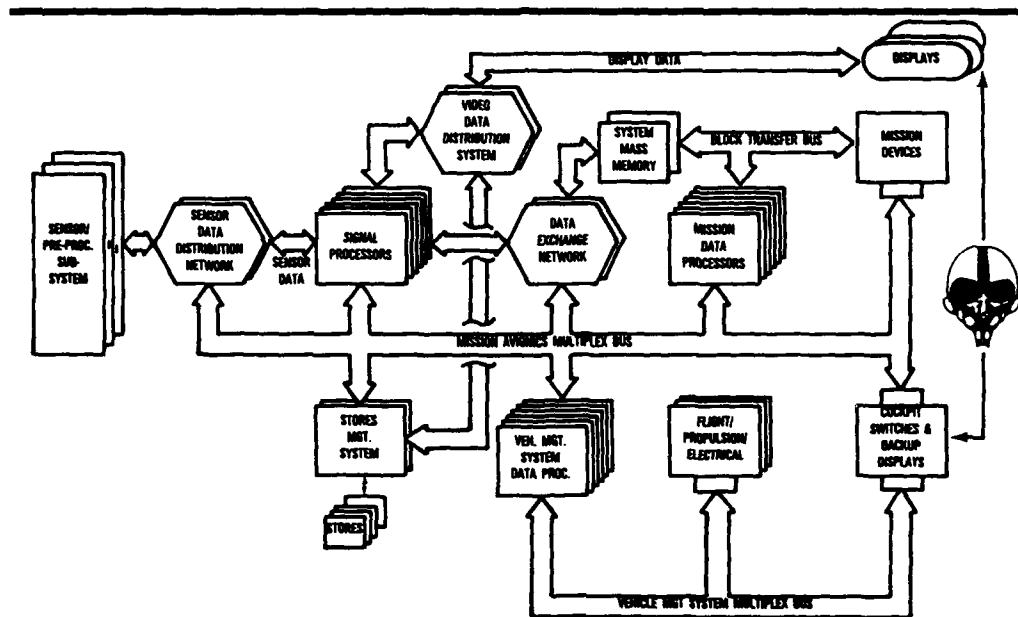 DISPLAY DATA
DISPLAYS
VIDEO
DATA
DISTRIBUTION
SYSTEM
SYSTEM
MASS
MEMORY
BLOCK TRANSFER BUS
MISSION
DEVICES
SENSOR/
PRE-PROC.
SUB-
SYSTEM
SENSOR
DATA
DISTRIBUTION
NETWORK
SENSOR
DATA
SIGNAL
PROCESSORS
DATA
EXCHANGE
NETWORK
MISSION
DATA
PROCESSORS
MISSION AVIONICS MULTIPLEX BUS
STORES
MGT.
SYSTEM
STORES
VEH. MGT.
SYSTEM
DATA PROC.
FLIGHT/
PROPULSION/
ELECTRICAL
COCKPIT
SWITCHES &
BACKUP
DISPLAYS
VEHICLE MGT SYSTEM MULTIPLEX BUS